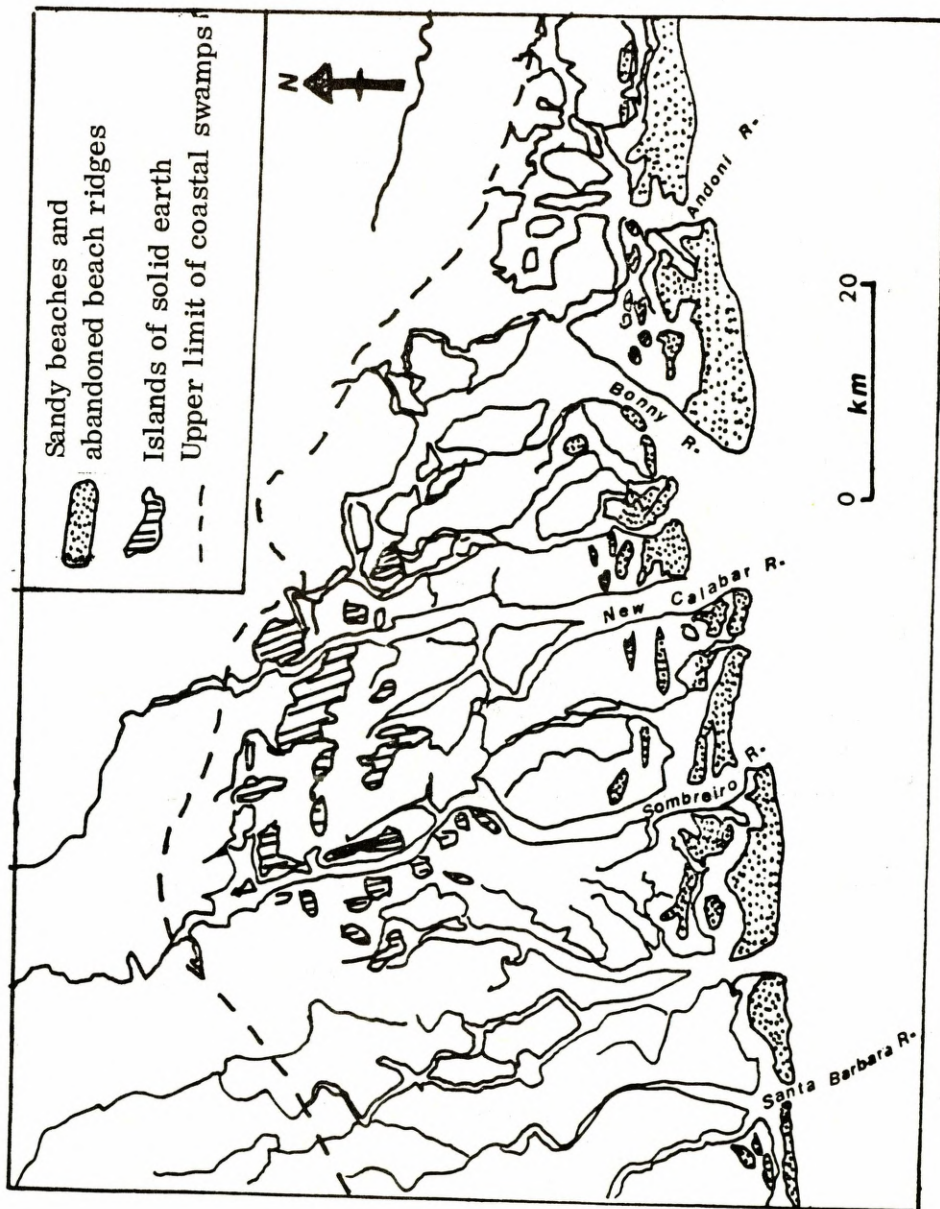 Sandy beaches and
abandoned beach ridges
Islands of solid earth
Upper limit of coastal swamps
N
Andoni R.
Bonny R.
New Calabar R.
Sombreiro R.
Santa Barbara R.
0 20
km